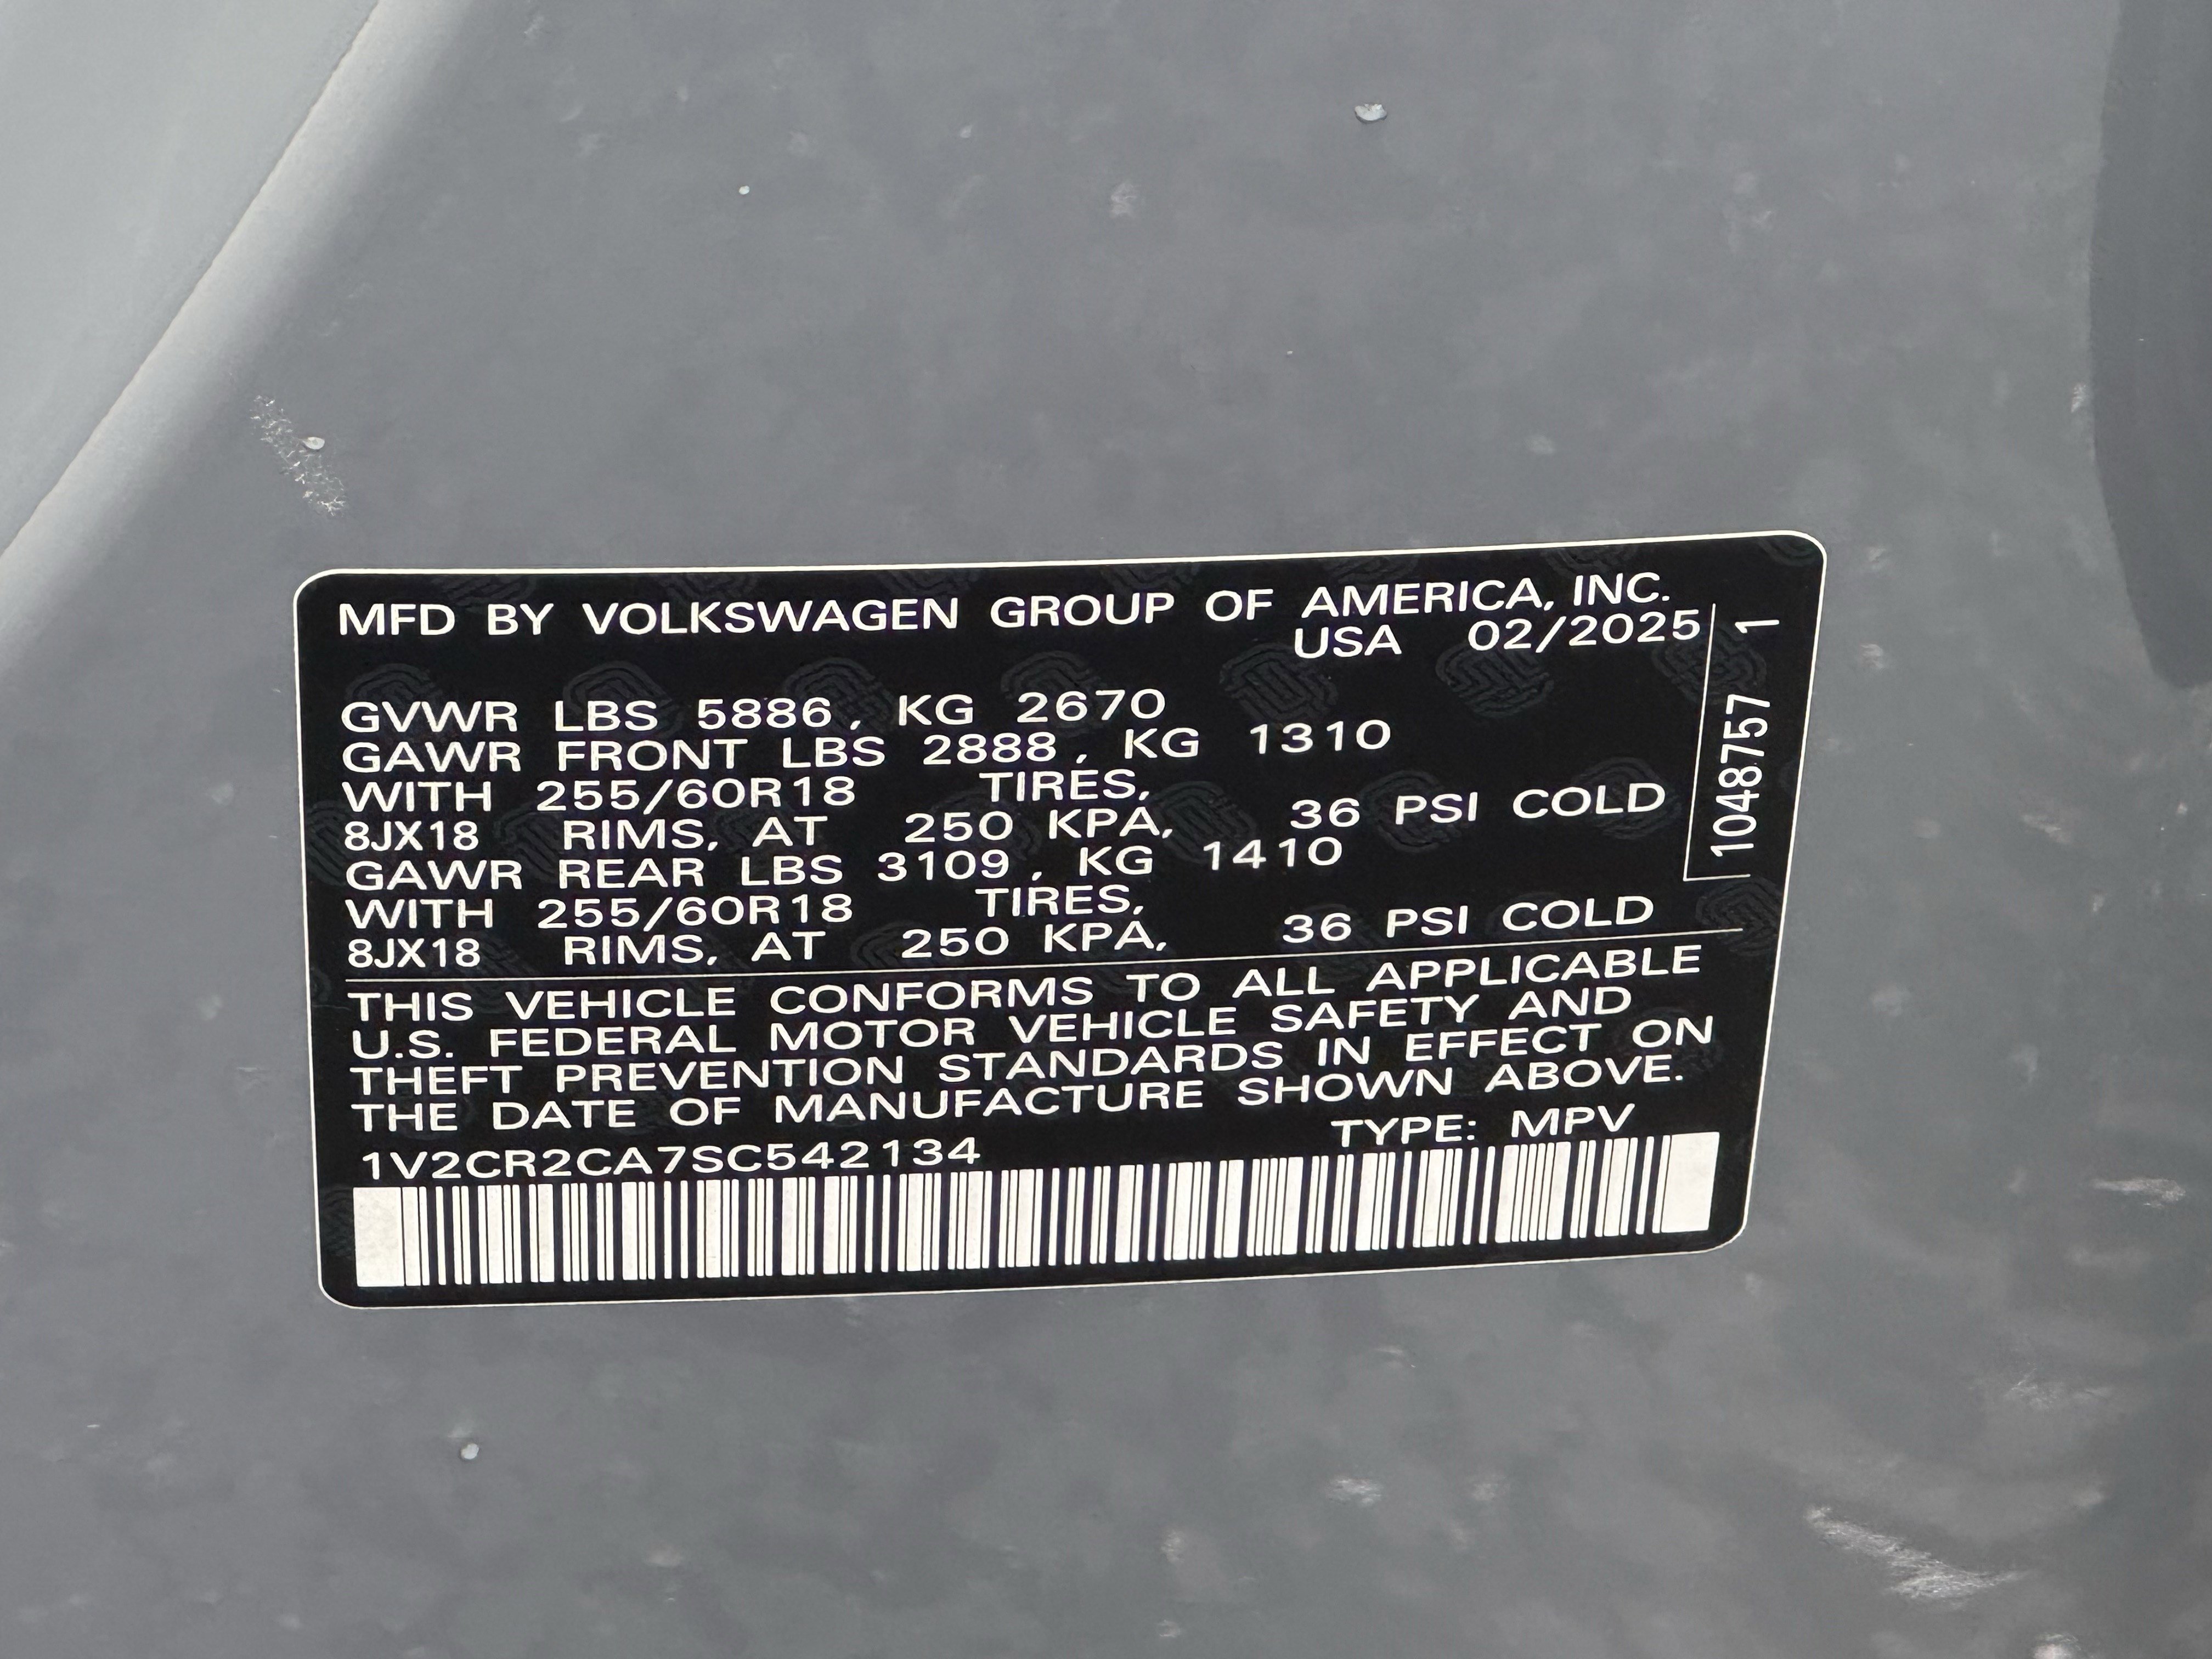 MFD BY VOLKSWAGEN GROUP OF AMERICA, INC.
USA 02/2025
GVWR LBS 5886, KG 2670
GAWR FRONT LBS 2888, KG 1310
WITH 255/60R18 TIRES,
8JX18 RIMS, AT 250 KPA, 36 PSI COLD
GAWR REAR LBS 3109, KG 1410
WITH 255/60R18 TIRES,
8JX18 RIMS, AT 250 KPA, 36 PSI COLD
THIS VEHICLE CONFORMS TO ALL APPLICABLE
U.S. FEDERAL MOTOR VEHICLE SAFETY AND
THEFT PREVENTION STANDARDS IN EFFECT ON
THE DATE OF MANUFACTURE SHOWN ABOVE.
1V2CR2CA7SC542134 TYPE: MPV
1048757 1